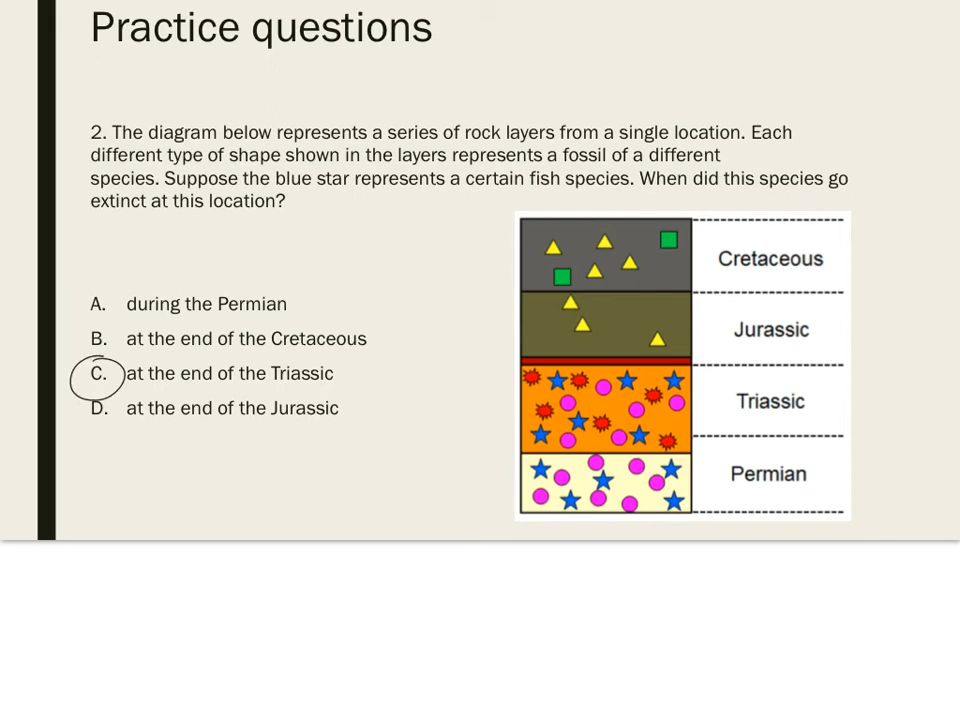 Practice questions
2. The diagram below represents a series of rock layers from a single location. Each
different type of shape shown in the layers represents a fossil of a different
species. Suppose the blue star represents a certain fish species. When did this species go
extinct at this location?
A. during the Permian
B. at the end of the Cretaceous
C. at the end of the Triassic
D. at the end of the Jurassic
Cretaceous
Jurassic
Triassic
Permian